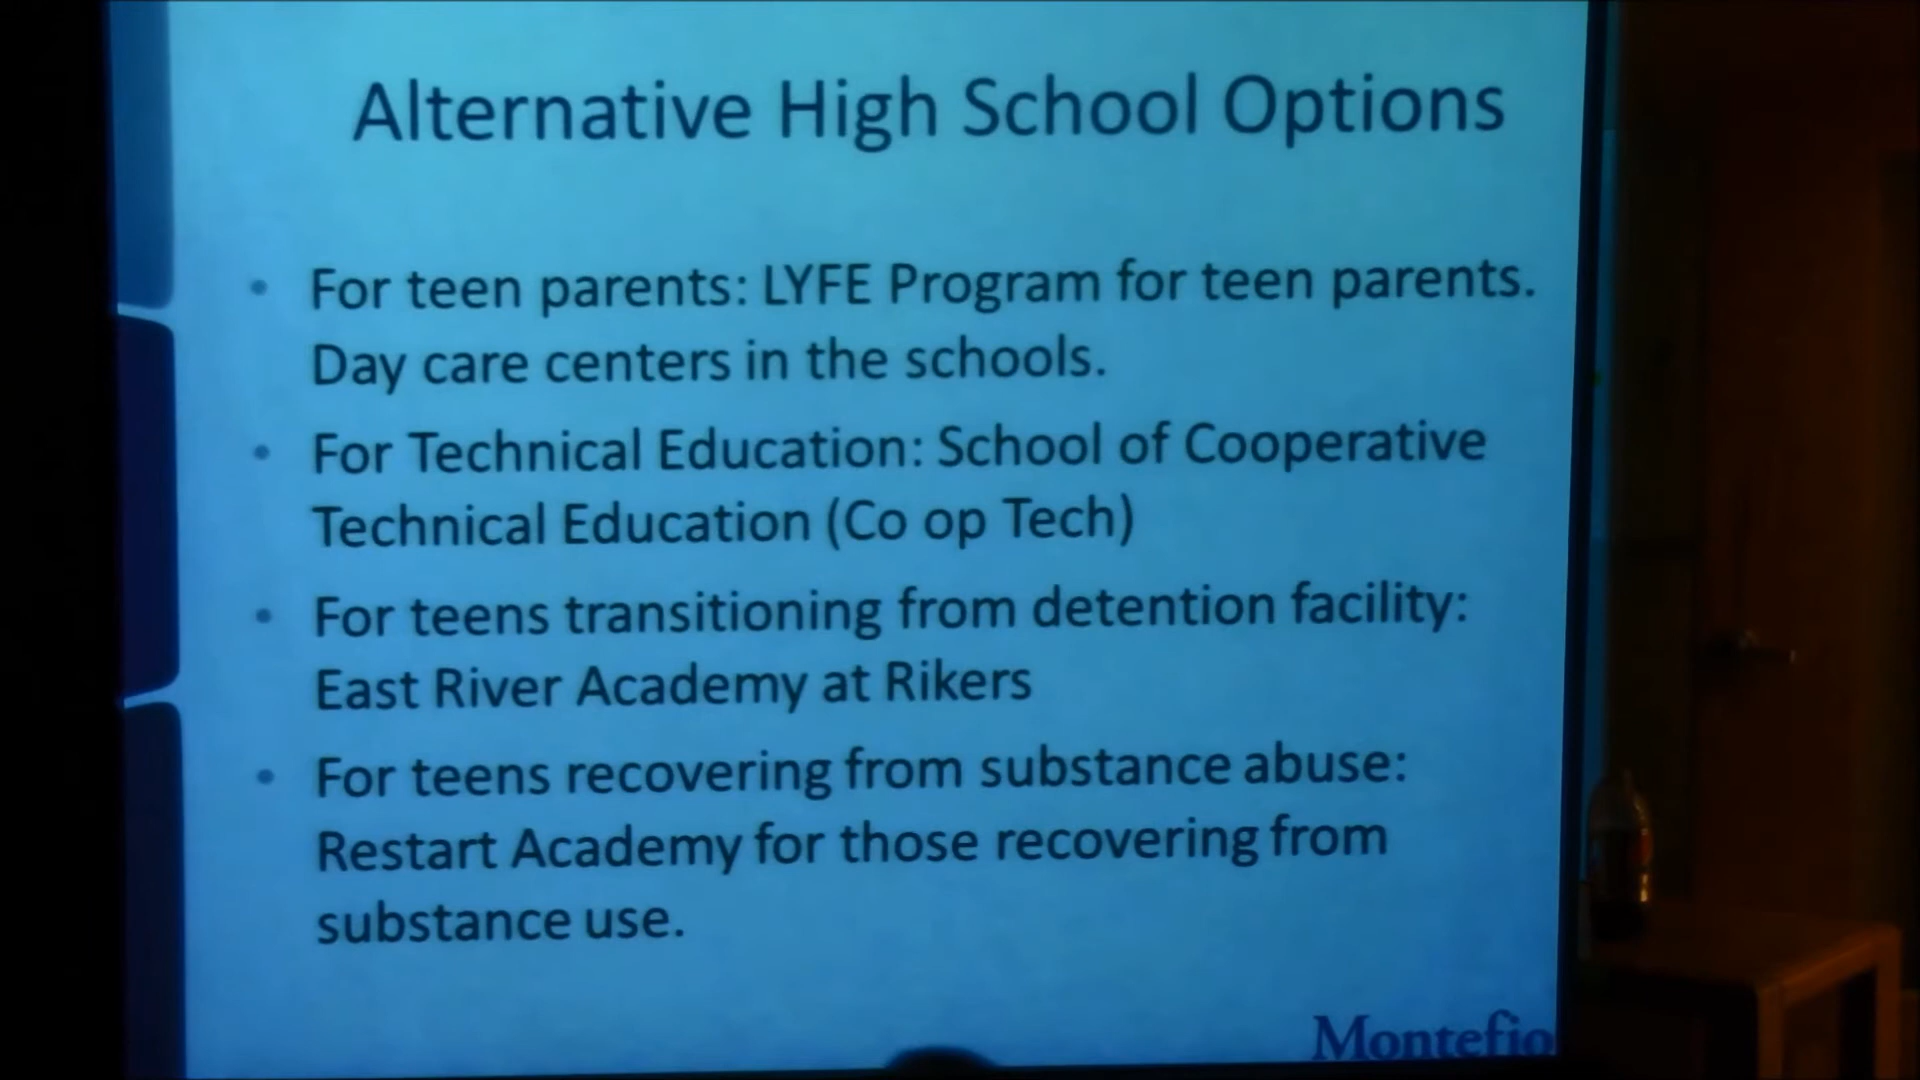 Alternative High School Options
• For teen parents: LYFE Program for teen parents.
Day care centers in the schools.
• For Technical Education: School of Cooperative
Technical Education (Co op Tech)
• For teens transitioning from detention facility:
East River Academy at Rikers
• For teens recovering from substance abuse:
Restart Academy for those recovering from
substance use.
Montefio